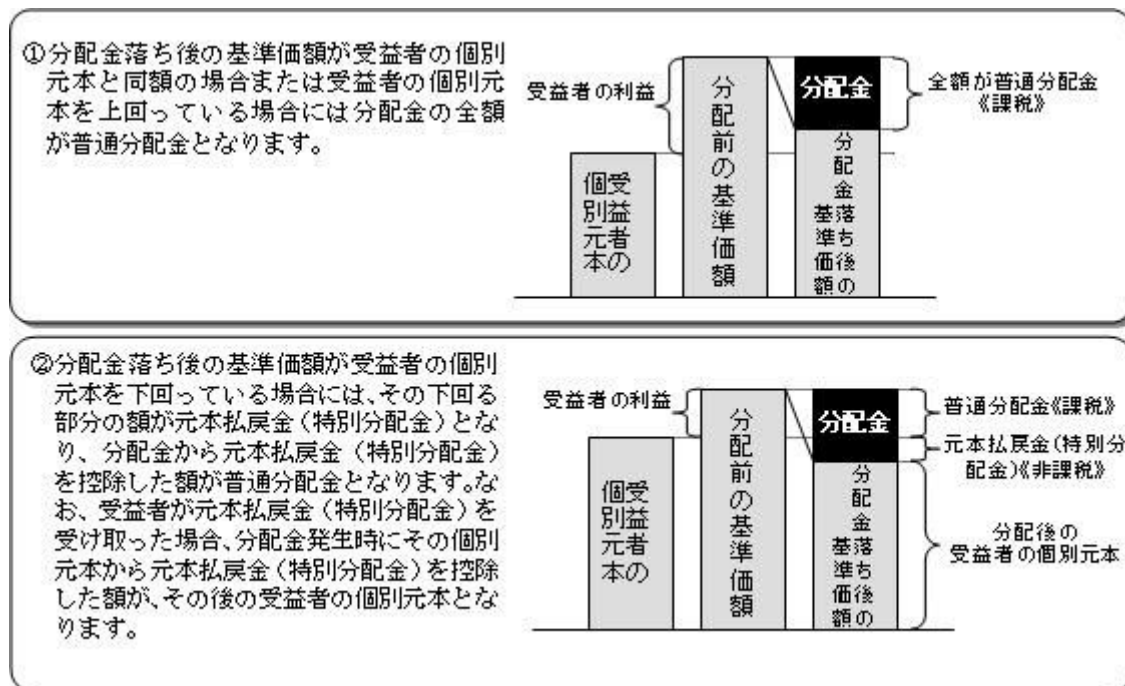 ①分配金落ち後の基準価額が受益者の個別
元本と同額の場合または受益者の個別元
本を上回っている場合には分配金の全額
が普通分配金となります。
受益者の利益
受益者の
個別元本
分配前の基準価額
分配金
分配金落ち後の
基準価額
全額が普通分配金
《課税》
②分配金落ち後の基準価額が受益者の個別
元本を下回っている場合には、その下回る
部分の額が元本払戻金(特別分配金)とな
り、分配金から元本払戻金(特別分配金)
を控除した額が普通分配金となります。な
お、受益者が元本払戻金(特別分配金)を
受け取った場合、分配金発生時にその個別
元本から元本払戻金(特別分配金)を控除
した額が、その後の受益者の個別元本とな
ります。
受益者の利益
受益者の
個別元本
分配前の基準価額
分配金
分配金落ち後の
基準価額
普通分配金《課税》
元本払戻金(特別分
配金)《非課税》
分配後の
受益者の個別元本